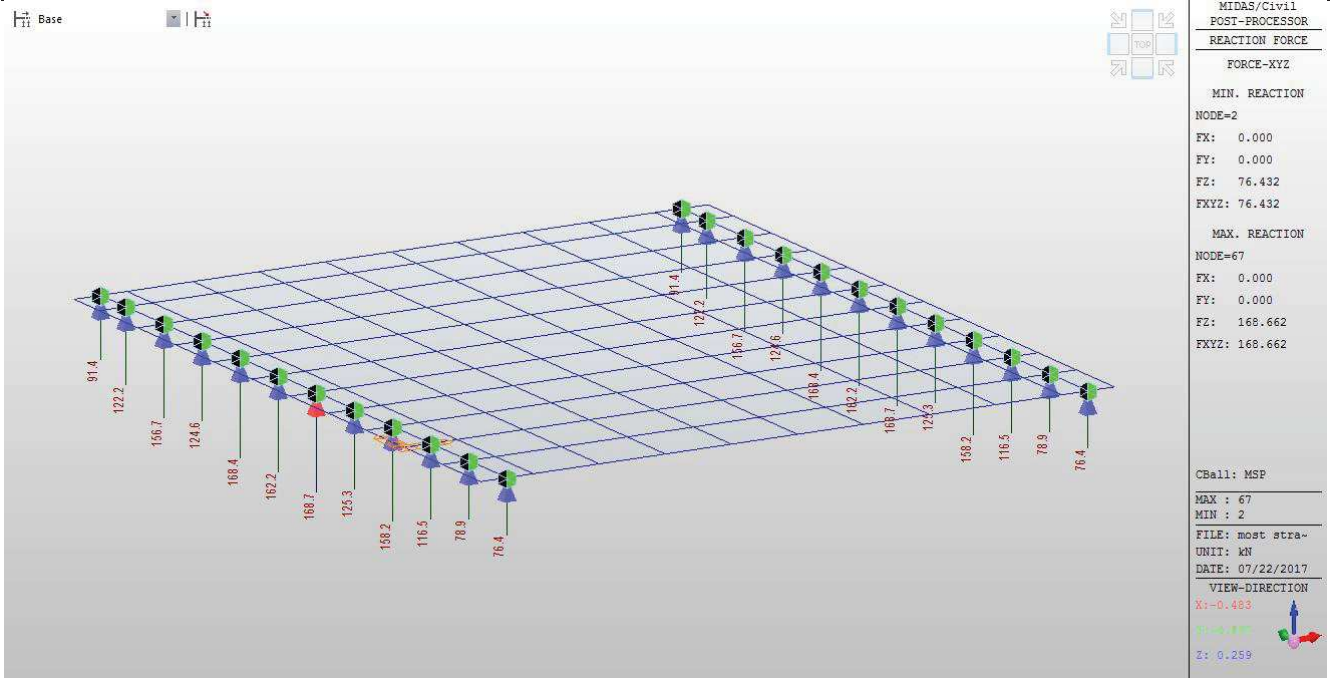 Base
TOP
MIDAS/Civil
POST-PROCESSOR
REACTION FORCE
FORCE-XYZ
MIN. REACTION
NODE=2
FX: 0.000
FY: 0.000
FZ: 76.432
FXYZ: 76.432
MAX. REACTION
NODE=67
FX: 0.000
FY: 0.000
FZ: 168.662
FXYZ: 168.662
CBall: MSP
MAX : 67
MIN : 2
FILE: most stra~
UNIT: kN
DATE: 07/22/2017
VIEW-DIRECTION
X:-0.483
Z: 0.259
91.4
122.2
156.7
124.6
168.4
162.2
168.7
125.3
158.2
116.5
78.9
76.4
91.4
122.2
156.7
124.6
168.4
162.2
168.7
125.3
158.2
116.5
78.9
76.4